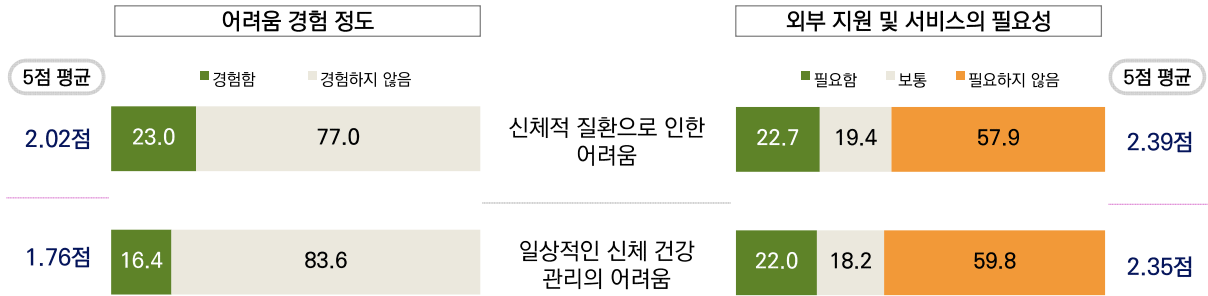 어려움 경험 정도
외부 지원 및 서비스의 필요성
5점 평균
경험함
경험하지 않음
필요함
보통
필요하지 않음
5점 평균
2.02점
23.0
77.0
신체적 질환으로 인한
어려움
22.7
19.4
57.9
2.39점
1.76점
16.4
83.6
일상적인 신체 건강
관리의 어려움
22.0
18.2
59.8
2.35점